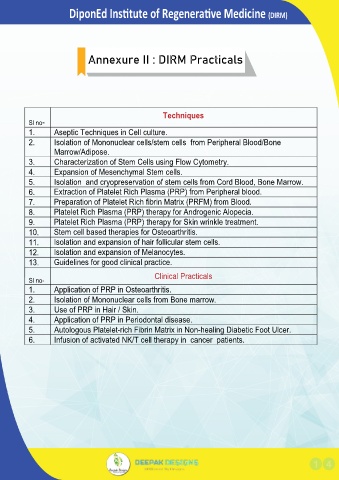 DiponEd Institute of Regenerative Medicine (DIRM)
Annexure II : DIRM Practicals
Sl no- Techniques
1. Aseptic Techniques in Cell culture.
2. Isolation of Mononuclear cells/stem cells from Peripheral Blood/Bone
Marrow/Adipose.
3. Characterization of Stem Cells using Flow Cytometry.
4. Expansion of Mesenchymal Stem cells.
5. Isolation and cryopreservation of stem cells from Cord Blood, Bone Marrow.
6. Extraction of Platelet Rich Plasma (PRP) from Peripheral blood.
7. Preparation of Platelet Rich fibrin Matrix (PRFM) from Blood.
8. Platelet Rich Plasma (PRP) therapy for Androgenic Alopecia.
9. Platelet Rich Plasma (PRP) therapy for Skin wrinkle treatment.
10. Stem cell based therapies for Osteoarthritis.
11. Isolation and expansion of hair follicular stem cells.
12. Isolation and expansion of Melanocytes.
13. Guidelines for good clinical practice.
Sl no- Clinical Practicals
1. Application of PRP in Osteoarthritis.
2. Isolation of Mononuclear cells from Bone marrow.
3. Use of PRP in Hair / Skin.
4. Application of PRP in Periodontal disease.
5. Autologous Platelet-rich Fibrin Matrix in Non-healing Diabetic Foot Ulcer.
6. Infusion of activated NK/T cell therapy in cancer patients.
DEEPAK DESIGNS